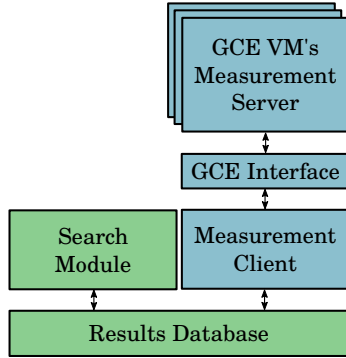 GCE VM's
Measurement
Server
GCE Interface
Search
Module
Measurement
Client
Results Database